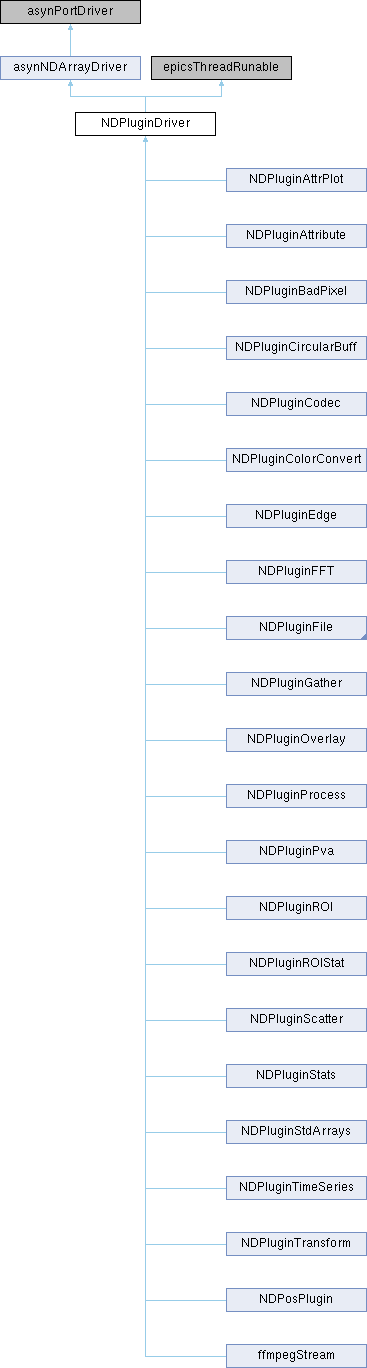 asynPortDriver
asynNDArrayDriver
epicsThreadRunable
NDPluginDriver
NDPluginAttrPlot
NDPluginAttribute
NDPluginBadPixel
NDPluginCircularBuff
NDPluginCodec
NDPluginColorConvert
NDPluginEdge
NDPluginFFT
NDPluginFile
NDPluginGather
NDPluginOverlay
NDPluginProcess
NDPluginPva
NDPluginROI
NDPluginROIStat
NDPluginScatter
NDPluginStats
NDPluginStdArrays
NDPluginTimeSeries
NDPluginTransform
NDPosPlugin
ffmpegStream